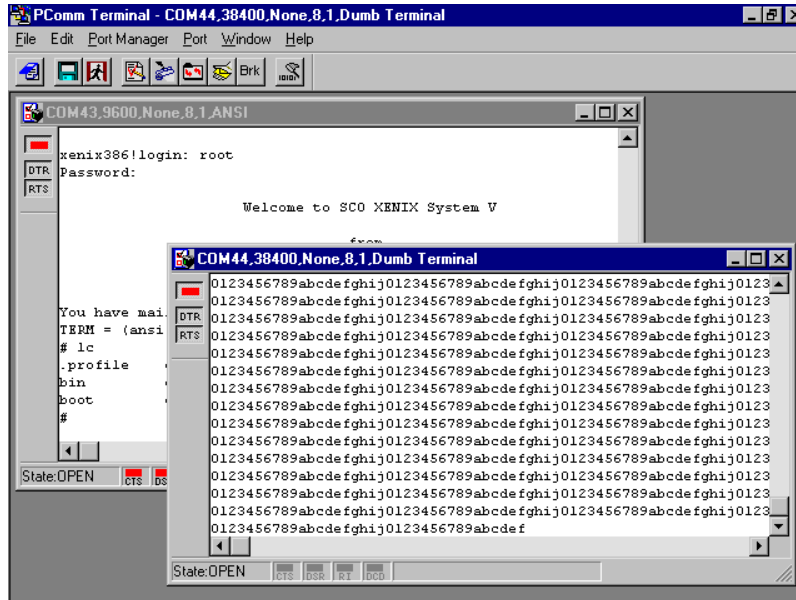 PComm Terminal - COM44,38400,None,8,1,Dumb Terminal
File Edit Port Manager Port Window Help
Brk
COM43,9600,None,8,1,ANSI
DTR
RTS
xenix386!login: root
Password:
Welcome to SCO XENIX System V
from
You have mai
TERM = (ansi
# lc
.profile
bin
boot
#
State:OPEN CTS
COM44,38400,None,8,1,Dumb Terminal
DTR
RTS
0123456789abcdefghij0123456789abcdefghij0123456789abcdefghij0123
0123456789abcdefghij0123456789abcdefghij0123456789abcdefghij0123
0123456789abcdefghij0123456789abcdefghij0123456789abcdefghij0123
0123456789abcdefghij0123456789abcdefghij0123456789abcdefghij0123
0123456789abcdefghij0123456789abcdefghij0123456789abcdefghij0123
0123456789abcdefghij0123456789abcdefghij0123456789abcdefghij0123
0123456789abcdefghij0123456789abcdefghij0123456789abcdefghij0123
0123456789abcdefghij0123456789abcdefghij0123456789abcdefghij0123
0123456789abcdefghij0123456789abcdefghij0123456789abcdefghij0123
0123456789abcdefghij0123456789abcdefghij0123456789abcdefghij0123
0123456789abcdefghij0123456789abcdefghij0123456789abcdefghij0123
0123456789abcdefghij0123456789abcdefghij0123456789abcdefghij0123
0123456789abcdefghij0123456789abcdefghij0123456789abcdefghij0123
0123456789abcdefghij0123456789abcdefghij0123456789abcdefghij0123
0123456789abcdefghij0123456789abcdef
State:OPEN CTS DSR RI DCD